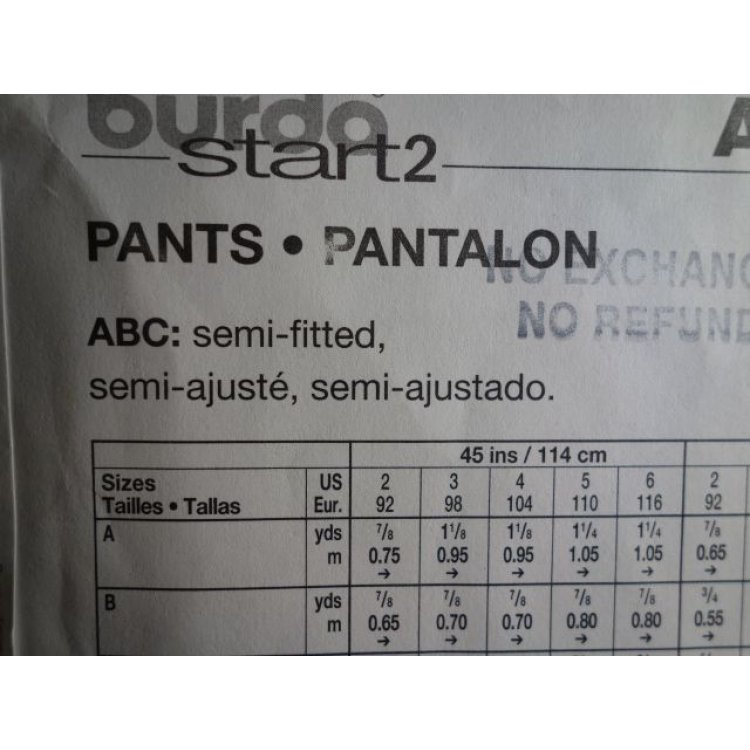 burda
start2
PANTS • PANTALON
NO EXCHANG
NO REFUND
ABC: semi-fitted,
semi-ajusté, semi-ajustado.
45 ins / 114 cm
Sizes US 2 3 4 5 6 2
Tailles • Tallas Eur. 92 98 104 110 116 92
A yds 7/8 1 1/8 1 1/8 1 1/4 1 1/4 7/8
m 0.75 0.95 0.95 1.05 1.05 0.65
→ → → → → →
B yds 7/8 7/8 7/8 7/8 7/8 3/4
m 0.65 0.70 0.70 0.80 0.80 0.55
→ → → → → →